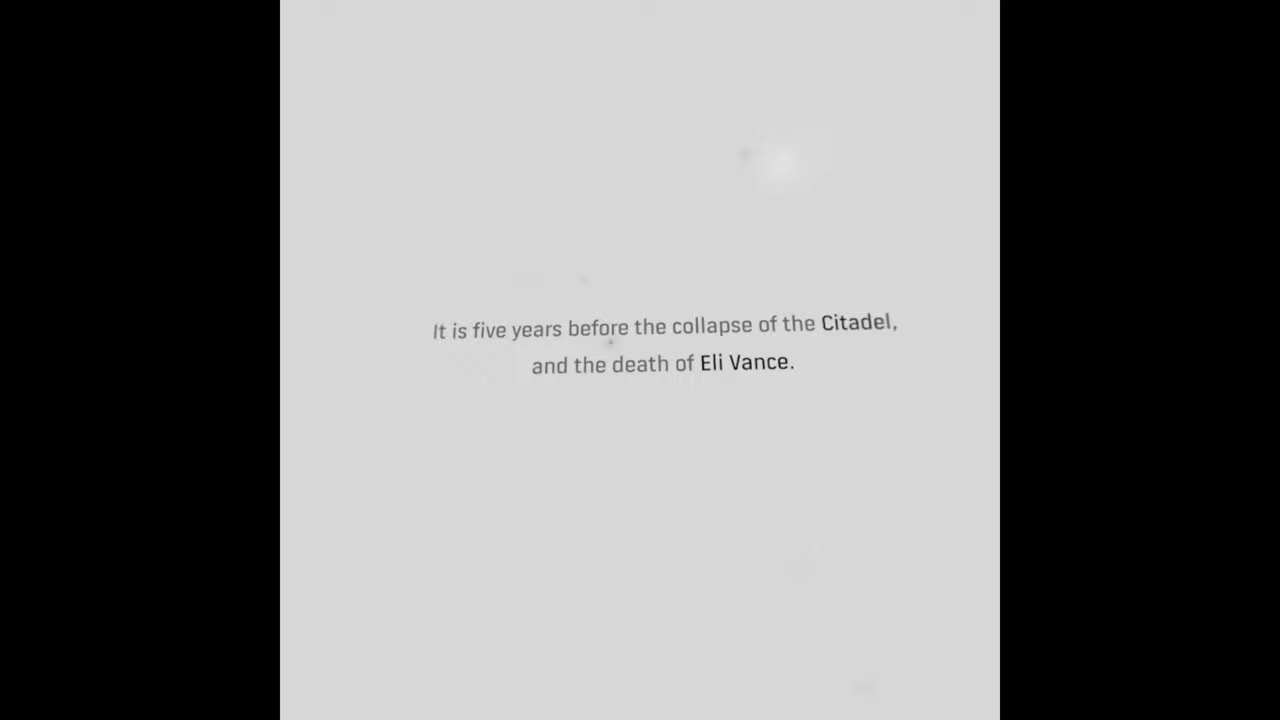 It is five years before the collapse of the Citadel,
and the death of Eli Vance.